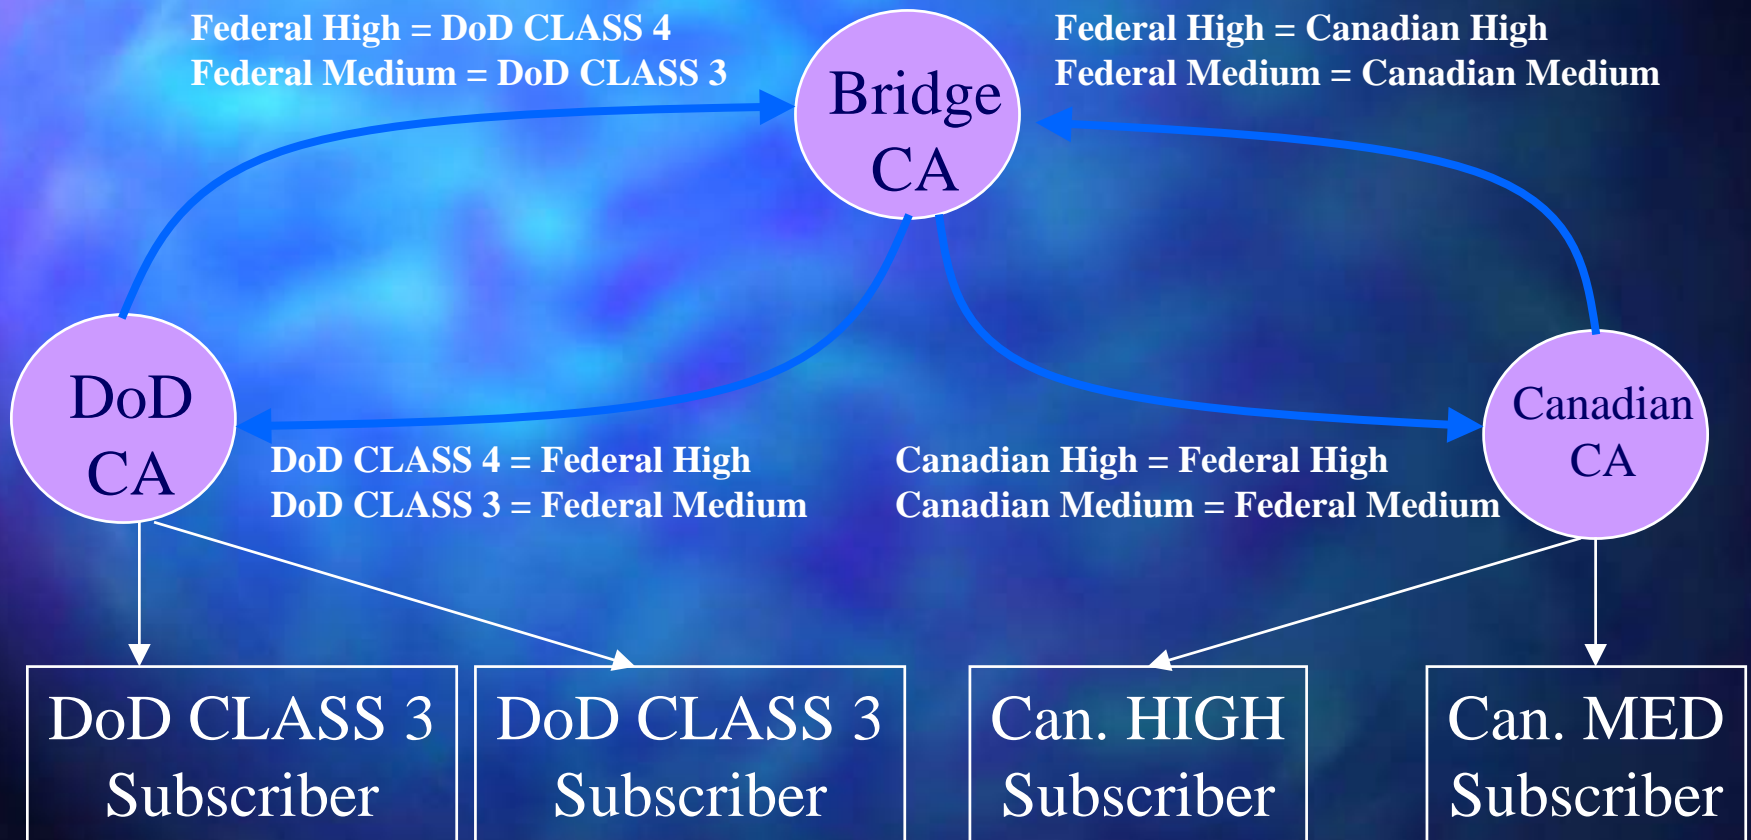 Federal High = DoD CLASS 4
Federal Medium = DoD CLASS 3
Bridge
CA
Federal High = Canadian High
Federal Medium = Canadian Medium
DoD
CA
Canadian
CA
DoD CLASS 4 = Federal High
DoD CLASS 3 = Federal Medium
Canadian High = Federal High
Canadian Medium = Federal Medium
DoD CLASS 3
Subscriber
DoD CLASS 3
Subscriber
Can. HIGH
Subscriber
Can. MED
Subscriber